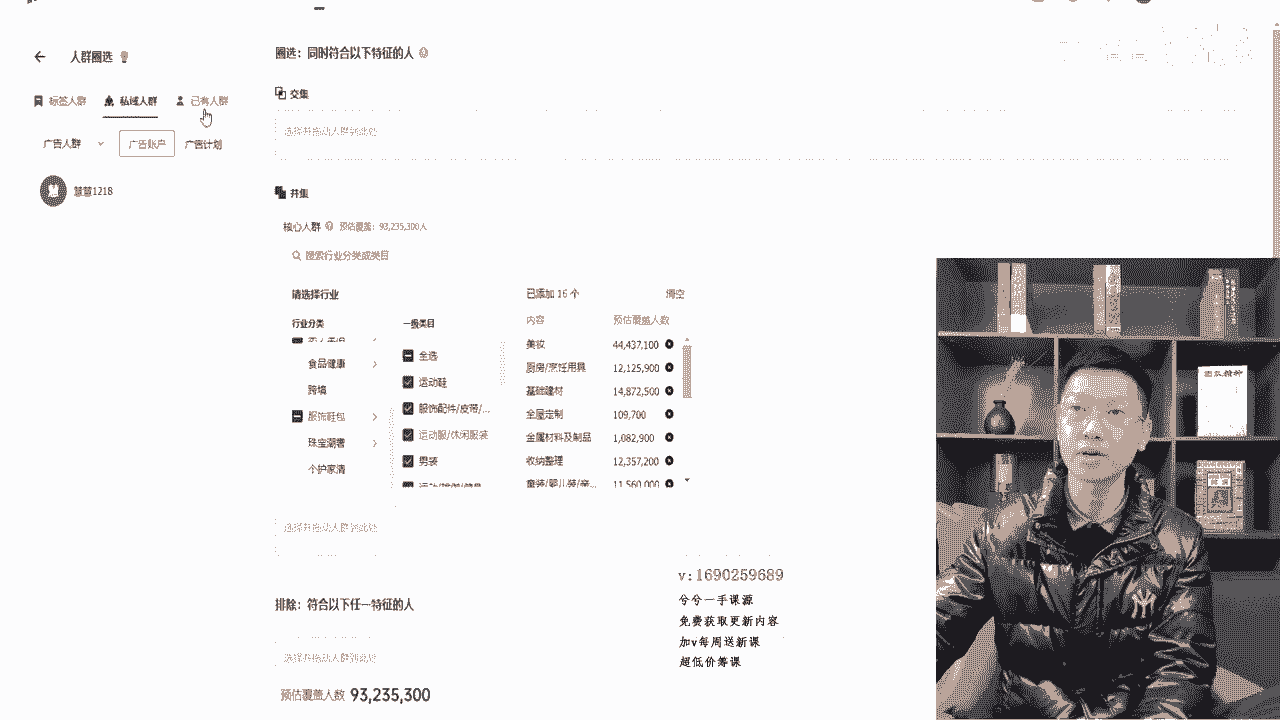 人群圈选
标签人群 私域人群 已有人群
广告人群 广告账户 广告计划
慧慧1218
圈选：同时符合以下特征的人
交集
选择并拖动人群到此处
并集
核心人群 预估覆盖：93,235,300人
搜索行业分类或类目
请选择行业
行业分类
一级类目
食品健康
跨境
服饰鞋包
珠宝潮奢
个护家清
全选
运动鞋
服饰配件/皮带/...
运动服/休闲服装
男装
已添加 16 个 清空
内容 预估覆盖人数
美妆 44,437,100
厨房/烹饪用具 12,125,900
基础建材 14,872,500
全屋定制 109,700
金属材料及制品 1,082,900
收纳整理 12,357,200
童装/婴儿装/亲... 11,560,000
选择并拖动人群到此处
排除：符合以下任一特征的人
选择并拖动人群到此处
预估覆盖人数 93,235,300
v:1690259689
兮兮一手课源
免费获取更新内容
加v每周送新课
超低价筹课